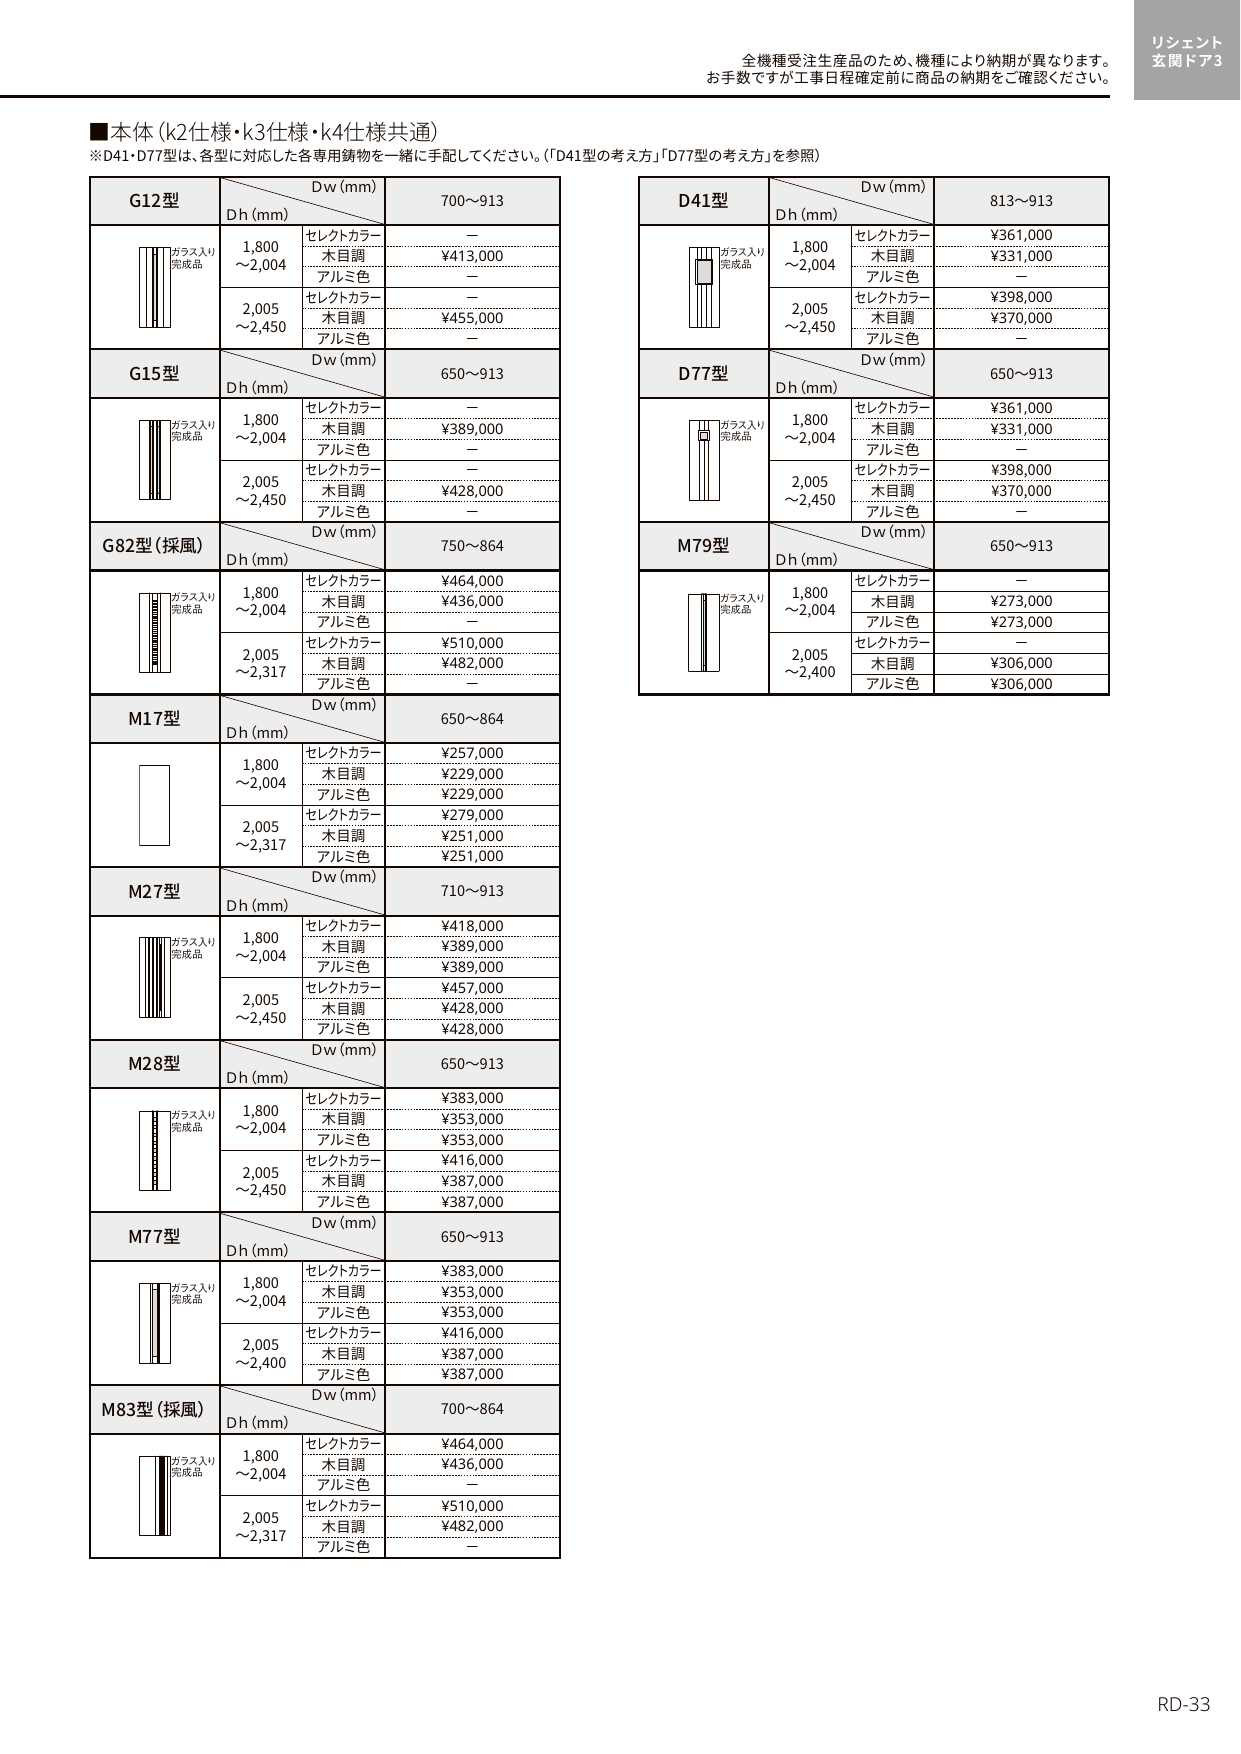 リシェント
玄関ドア3
全機種受注生産品のため、機種により納期が異なります。
お手数ですが工事日程確定前に商品の納期をご確認ください。
■本体（k2仕様・k3仕様・k4仕様共通）
※D41・D77型は、各型に対応した各専用鋳物を一緒に手配してください。（「D41型の考え方」「D77型の考え方」を参照）
G12型 Dw（mm） Dh（mm） 700～913
ガラス入り
完成品
1,800
～2,004
セレクトカラー －
木目調 ¥413,000
アルミ色 －
2,005
～2,450
セレクトカラー －
木目調 ¥455,000
アルミ色 －
G15型 Dw（mm） Dh（mm） 650～913
ガラス入り
完成品
1,800
～2,004
セレクトカラー －
木目調 ¥389,000
アルミ色 －
2,005
～2,450
セレクトカラー －
木目調 ¥428,000
アルミ色 －
G82型（採風） Dw（mm） Dh（mm） 750～864
ガラス入り
完成品
1,800
～2,004
セレクトカラー ¥464,000
木目調 ¥436,000
アルミ色 －
2,005
～2,317
セレクトカラー ¥510,000
木目調 ¥482,000
アルミ色 －
M17型 Dw（mm） Dh（mm） 650～864
1,800
～2,004
セレクトカラー ¥257,000
木目調 ¥229,000
アルミ色 ¥229,000
2,005
～2,317
セレクトカラー ¥279,000
木目調 ¥251,000
アルミ色 ¥251,000
M27型 Dw（mm） Dh（mm） 710～913
ガラス入り
完成品
1,800
～2,004
セレクトカラー ¥418,000
木目調 ¥389,000
アルミ色 ¥389,000
2,005
～2,450
セレクトカラー ¥457,000
木目調 ¥428,000
アルミ色 ¥428,000
M28型 Dw（mm） Dh（mm） 650～913
ガラス入り
完成品
1,800
～2,004
セレクトカラー ¥383,000
木目調 ¥353,000
アルミ色 ¥353,000
2,005
～2,450
セレクトカラー ¥416,000
木目調 ¥387,000
アルミ色 ¥387,000
M77型 Dw（mm） Dh（mm） 650～913
ガラス入り
完成品
1,800
～2,004
セレクトカラー ¥383,000
木目調 ¥353,000
アルミ色 ¥353,000
2,005
～2,400
セレクトカラー ¥416,000
木目調 ¥387,000
アルミ色 ¥387,000
M83型（採風） Dw（mm） Dh（mm） 700～864
ガラス入り
完成品
1,800
～2,004
セレクトカラー ¥464,000
木目調 ¥436,000
アルミ色 －
2,005
～2,317
セレクトカラー ¥510,000
木目調 ¥482,000
アルミ色 －
D41型 Dw（mm） Dh（mm） 813～913
ガラス入り
完成品
1,800
～2,004
セレクトカラー ¥361,000
木目調 ¥331,000
アルミ色 －
2,005
～2,450
セレクトカラー ¥398,000
木目調 ¥370,000
アルミ色 －
D77型 Dw（mm） Dh（mm） 650～913
ガラス入り
完成品
1,800
～2,004
セレクトカラー ¥361,000
木目調 ¥331,000
アルミ色 －
2,005
～2,450
セレクトカラー ¥398,000
木目調 ¥370,000
アルミ色 －
M79型 Dw（mm） Dh（mm） 650～913
ガラス入り
完成品
1,800
～2,004
セレクトカラー －
木目調 ¥273,000
アルミ色 ¥273,000
2,005
～2,400
セレクトカラー －
木目調 ¥306,000
アルミ色 ¥306,000
RD-33